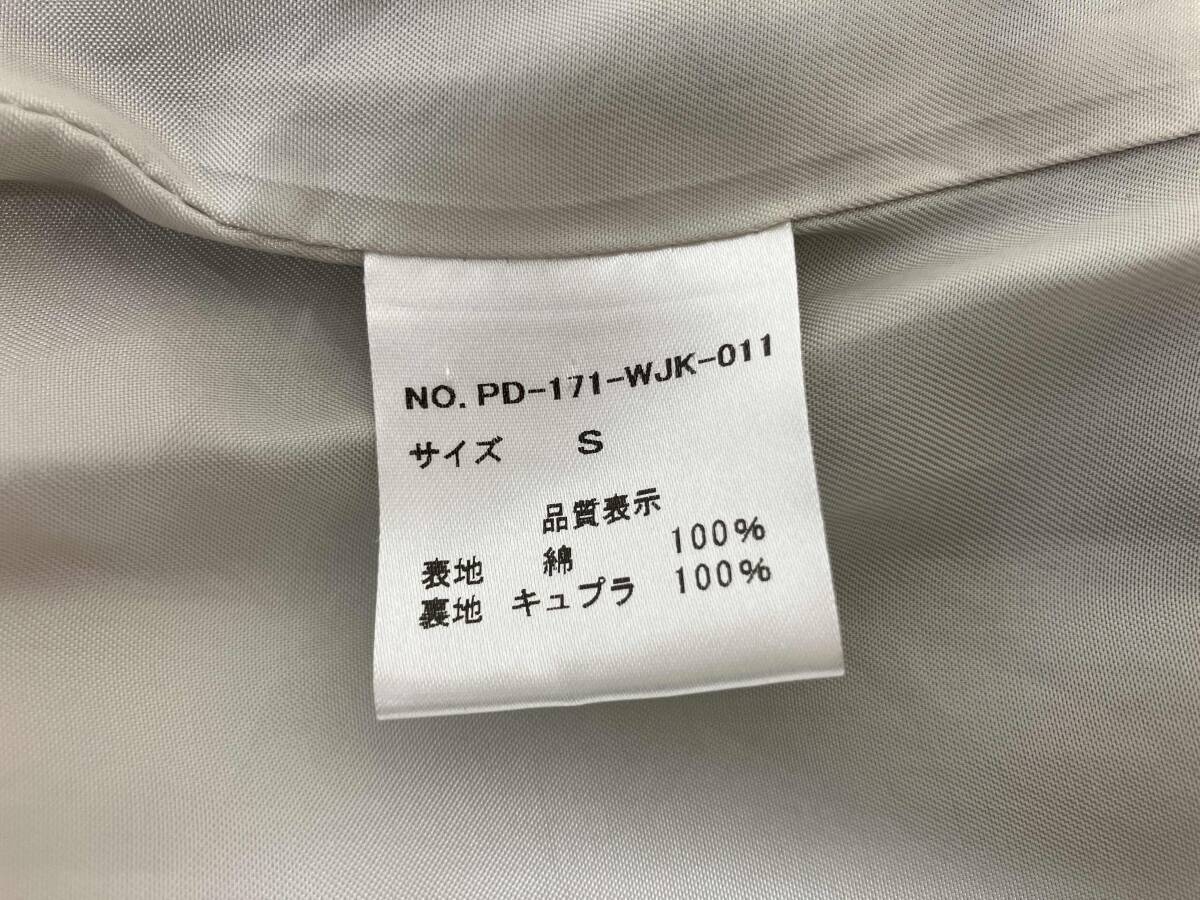 NO. PD-171-WJK-011
サイズ S
品質表示
表地 綿 100%
裏地 キュプラ 100%